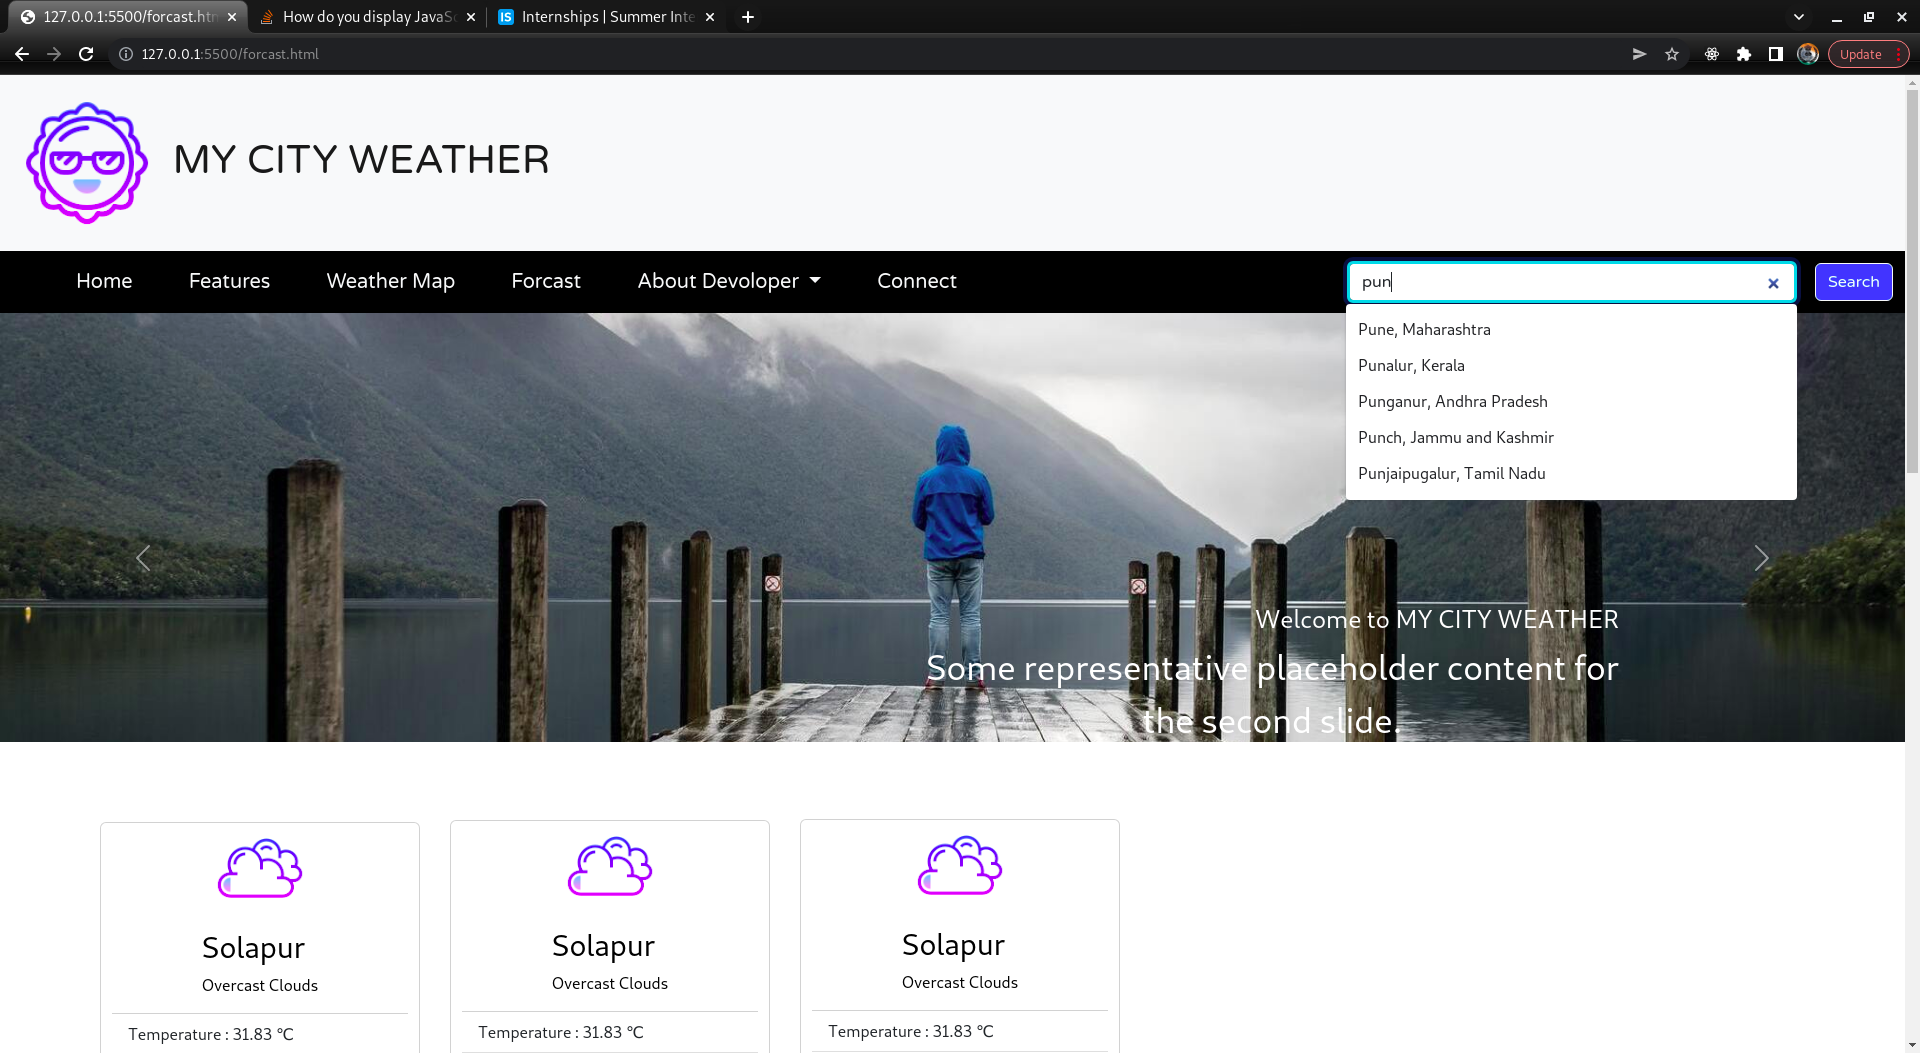 127.0.0.1:5500/forcast.htm
How do you display JavaSc
IS
Internships | Summer Inte
127.0.0.1:5500/forcast.html
Update
MY CITY WEATHER
Home
Features
Weather Map
Forcast
About Devoloper
Connect
pun
Search
Pune, Maharashtra
Punalur, Kerala
Punganur, Andhra Pradesh
Punch, Jammu and Kashmir
Punjaipugalur, Tamil Nadu
Welcome to MY CITY WEATHER
Some representative placeholder content for
the second slide.
Solapur
Overcast Clouds
Temperature : 31.83 °C
Solapur
Overcast Clouds
Temperature : 31.83 °C
Solapur
Overcast Clouds
Temperature : 31.83 °C